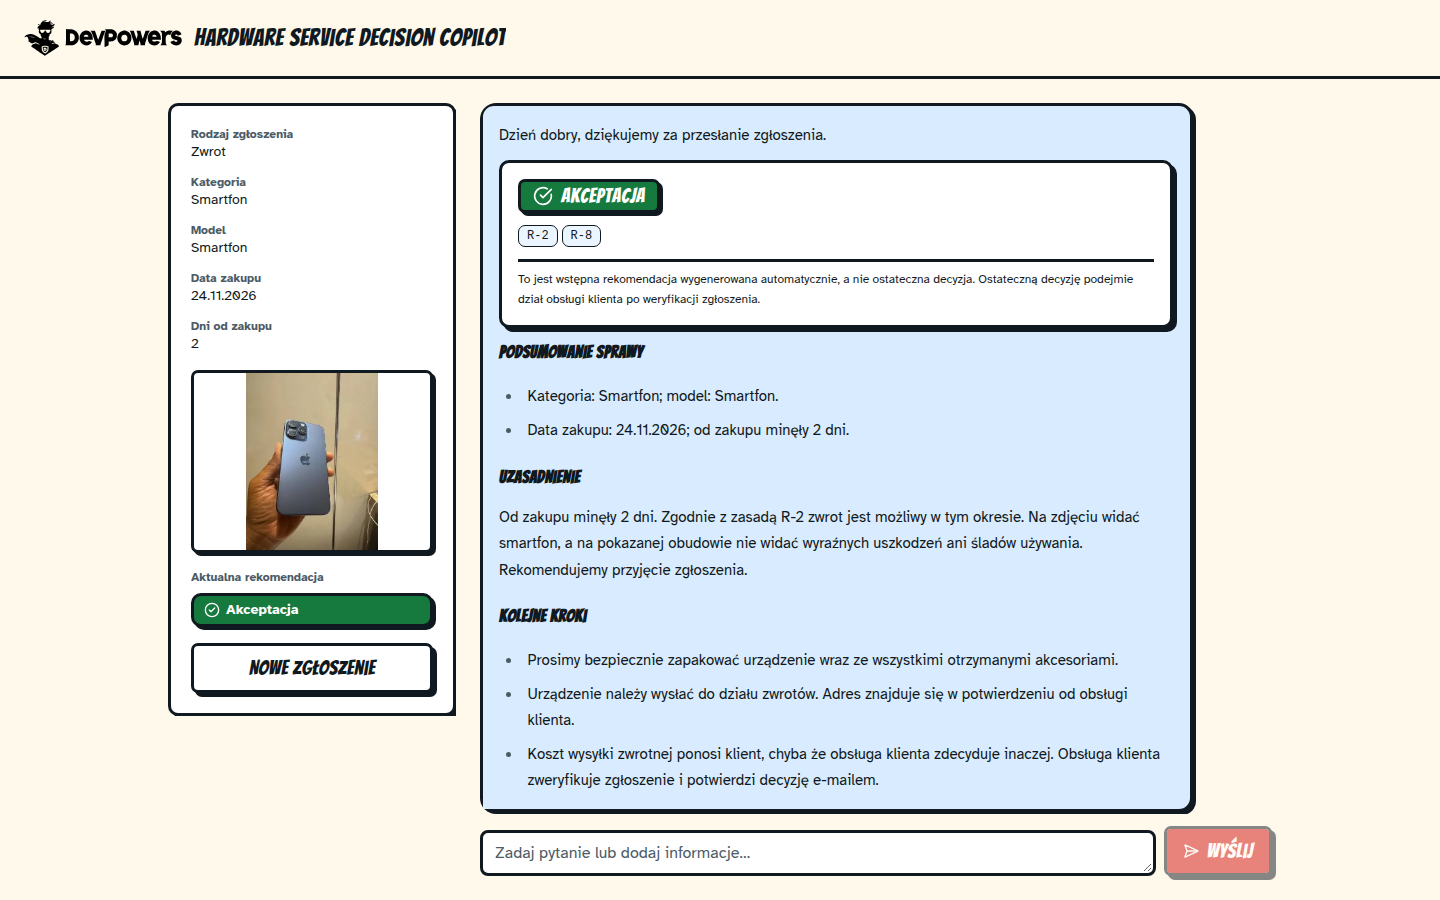 DevPowers HARDWARE SERVICE DECISION COPILOT
Rodzaj zgłoszenia
Zwrot
Kategoria
Smartfon
Model
Smartfon
Data zakupu
24.11.2026
Dni od zakupu
2
Aktualna rekomendacja
Akceptacja
NOWE ZGŁOSZENIE
Dzień dobry, dziękujemy za przesłanie zgłoszenia.
AKCEPTACJA
R-2 R-8
To jest wstępna rekomendacja wygenerowana automatycznie, a nie ostateczna decyzja. Ostateczną decyzję podejmie
dział obsługi klienta po weryfikacji zgłoszenia.
PODSUMOWANIE SPRAWY
Kategoria: Smartfon; model: Smartfon.
Data zakupu: 24.11.2026; od zakupu minęły 2 dni.
UZASADNIENIE
Od zakupu minęły 2 dni. Zgodnie z zasadą R-2 zwrot jest możliwy w tym okresie. Na zdjęciu widać
smartfon, a na pokazanej obudowie nie widać wyraźnych uszkodzeń ani śladów używania.
Rekomendujemy przyjęcie zgłoszenia.
KOLEJNE KROKI
Prosimy bezpiecznie zapakować urządzenie wraz ze wszystkimi otrzymanymi akcesoriami.
Urządzenie należy wysłać do działu zwrotów. Adres znajduje się w potwierdzeniu od obsługi
klienta.
Koszt wysyłki zwrotnej ponosi klient, chyba że obsługa klienta zdecyduje inaczej. Obsługa klienta
zweryfikuje zgłoszenie i potwierdzi decyzję e-mailem.
Zadaj pytanie lub dodaj informacje...
WYŚLIJ